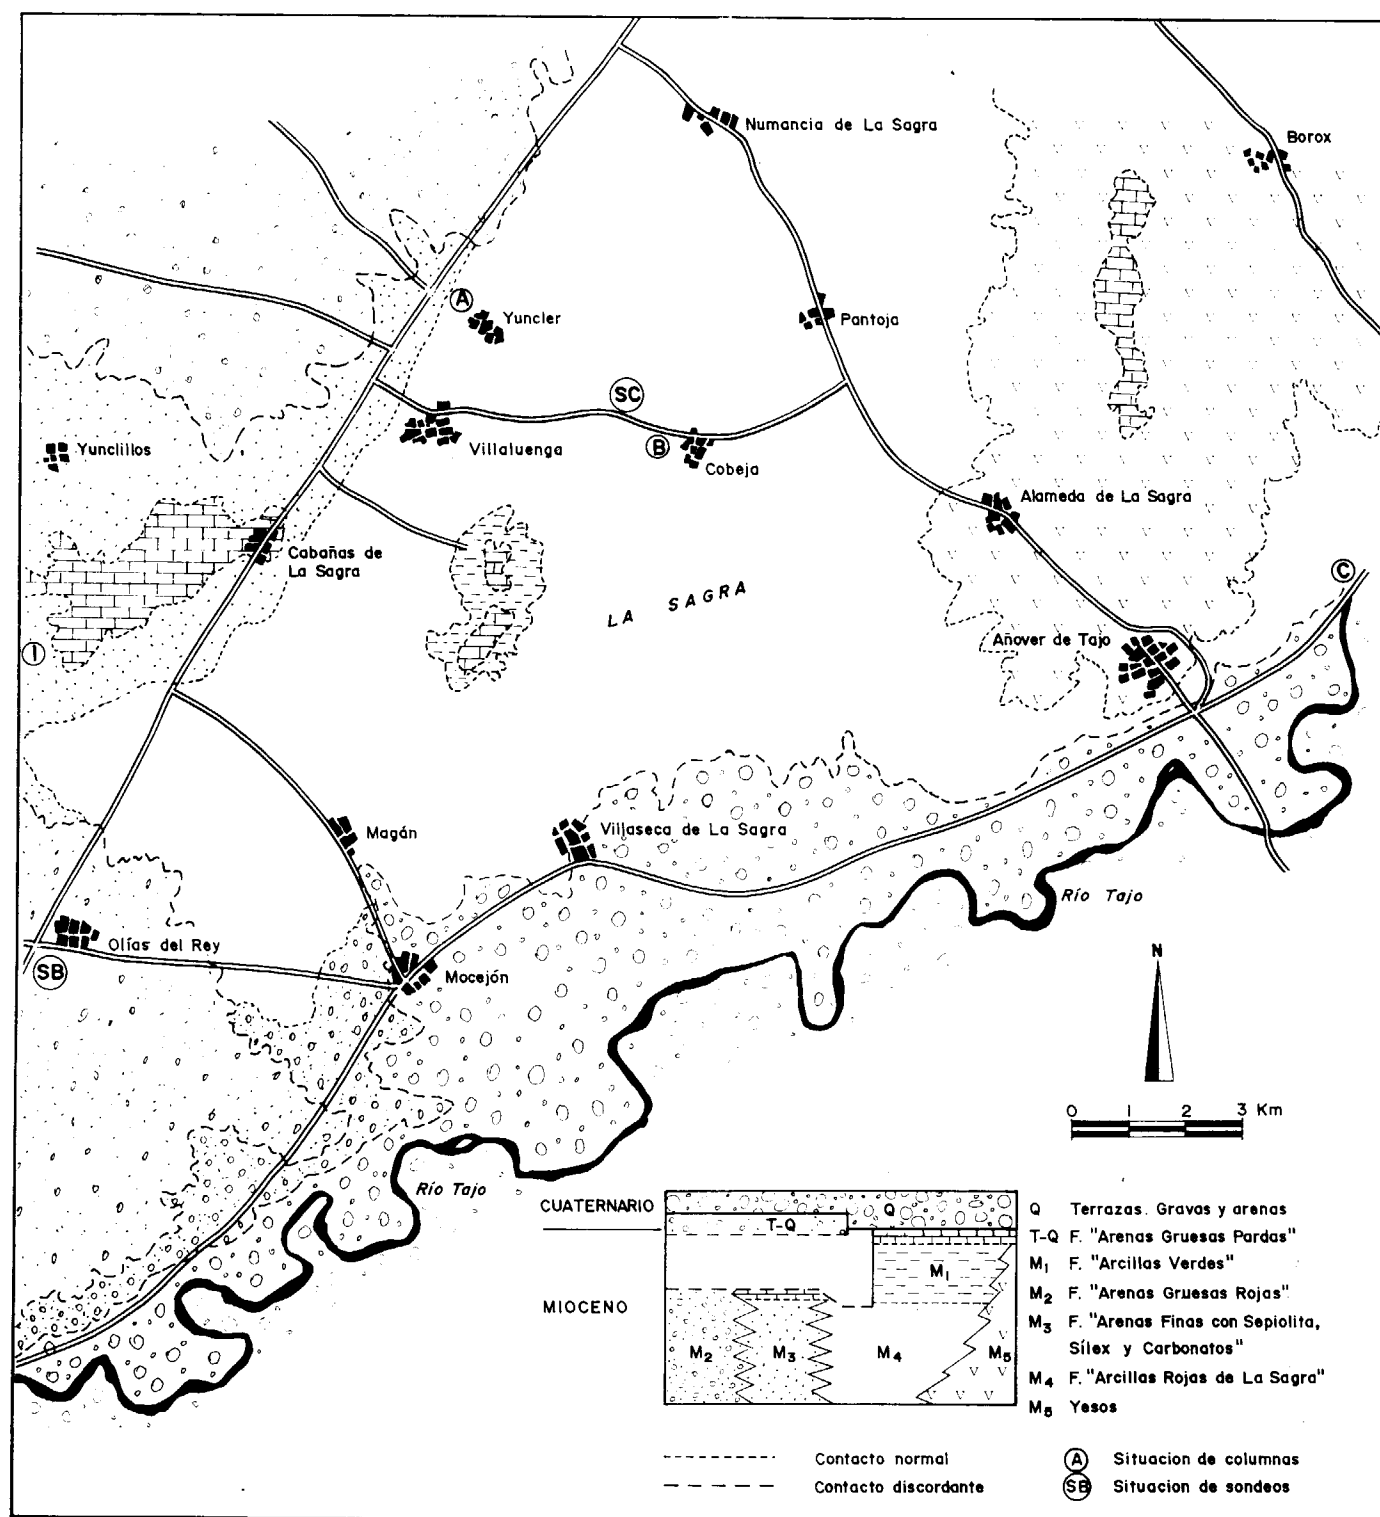 Numancia de La Sagra
Borox
A
Yuncler
Pantoja
SC
B
Cobeja
Villaluenga
Yunclillos
Alameda de La Sagra
Cabañas de
La Sagra
C
LA SAGRA
Añover de Tajo
1
Magán
Villaseca de La Sagra
Río Tajo
Olías del Rey
SB
Mocejón
N
0 1 2 3 Km
Río Tajo
CUATERNARIO
MIOCENO
Q
T-Q
M1
M2
M3
M4
M5
Q Terrazas. Gravas y arenas
T-Q F. "Arenas Gruesas Pardas"
M1 F. "Arcillas Verdes"
M2 F. "Arenas Gruesas Rojas"
M3 F. "Arenas Finas con Sepiolita,
Sílex y Carbonatos"
M4 F. "Arcillas Rojas de La Sagra"
M5 Yesos
Contacto normal
Contacto discordante
A Situacion de columnas
SB Situacion de sondeos